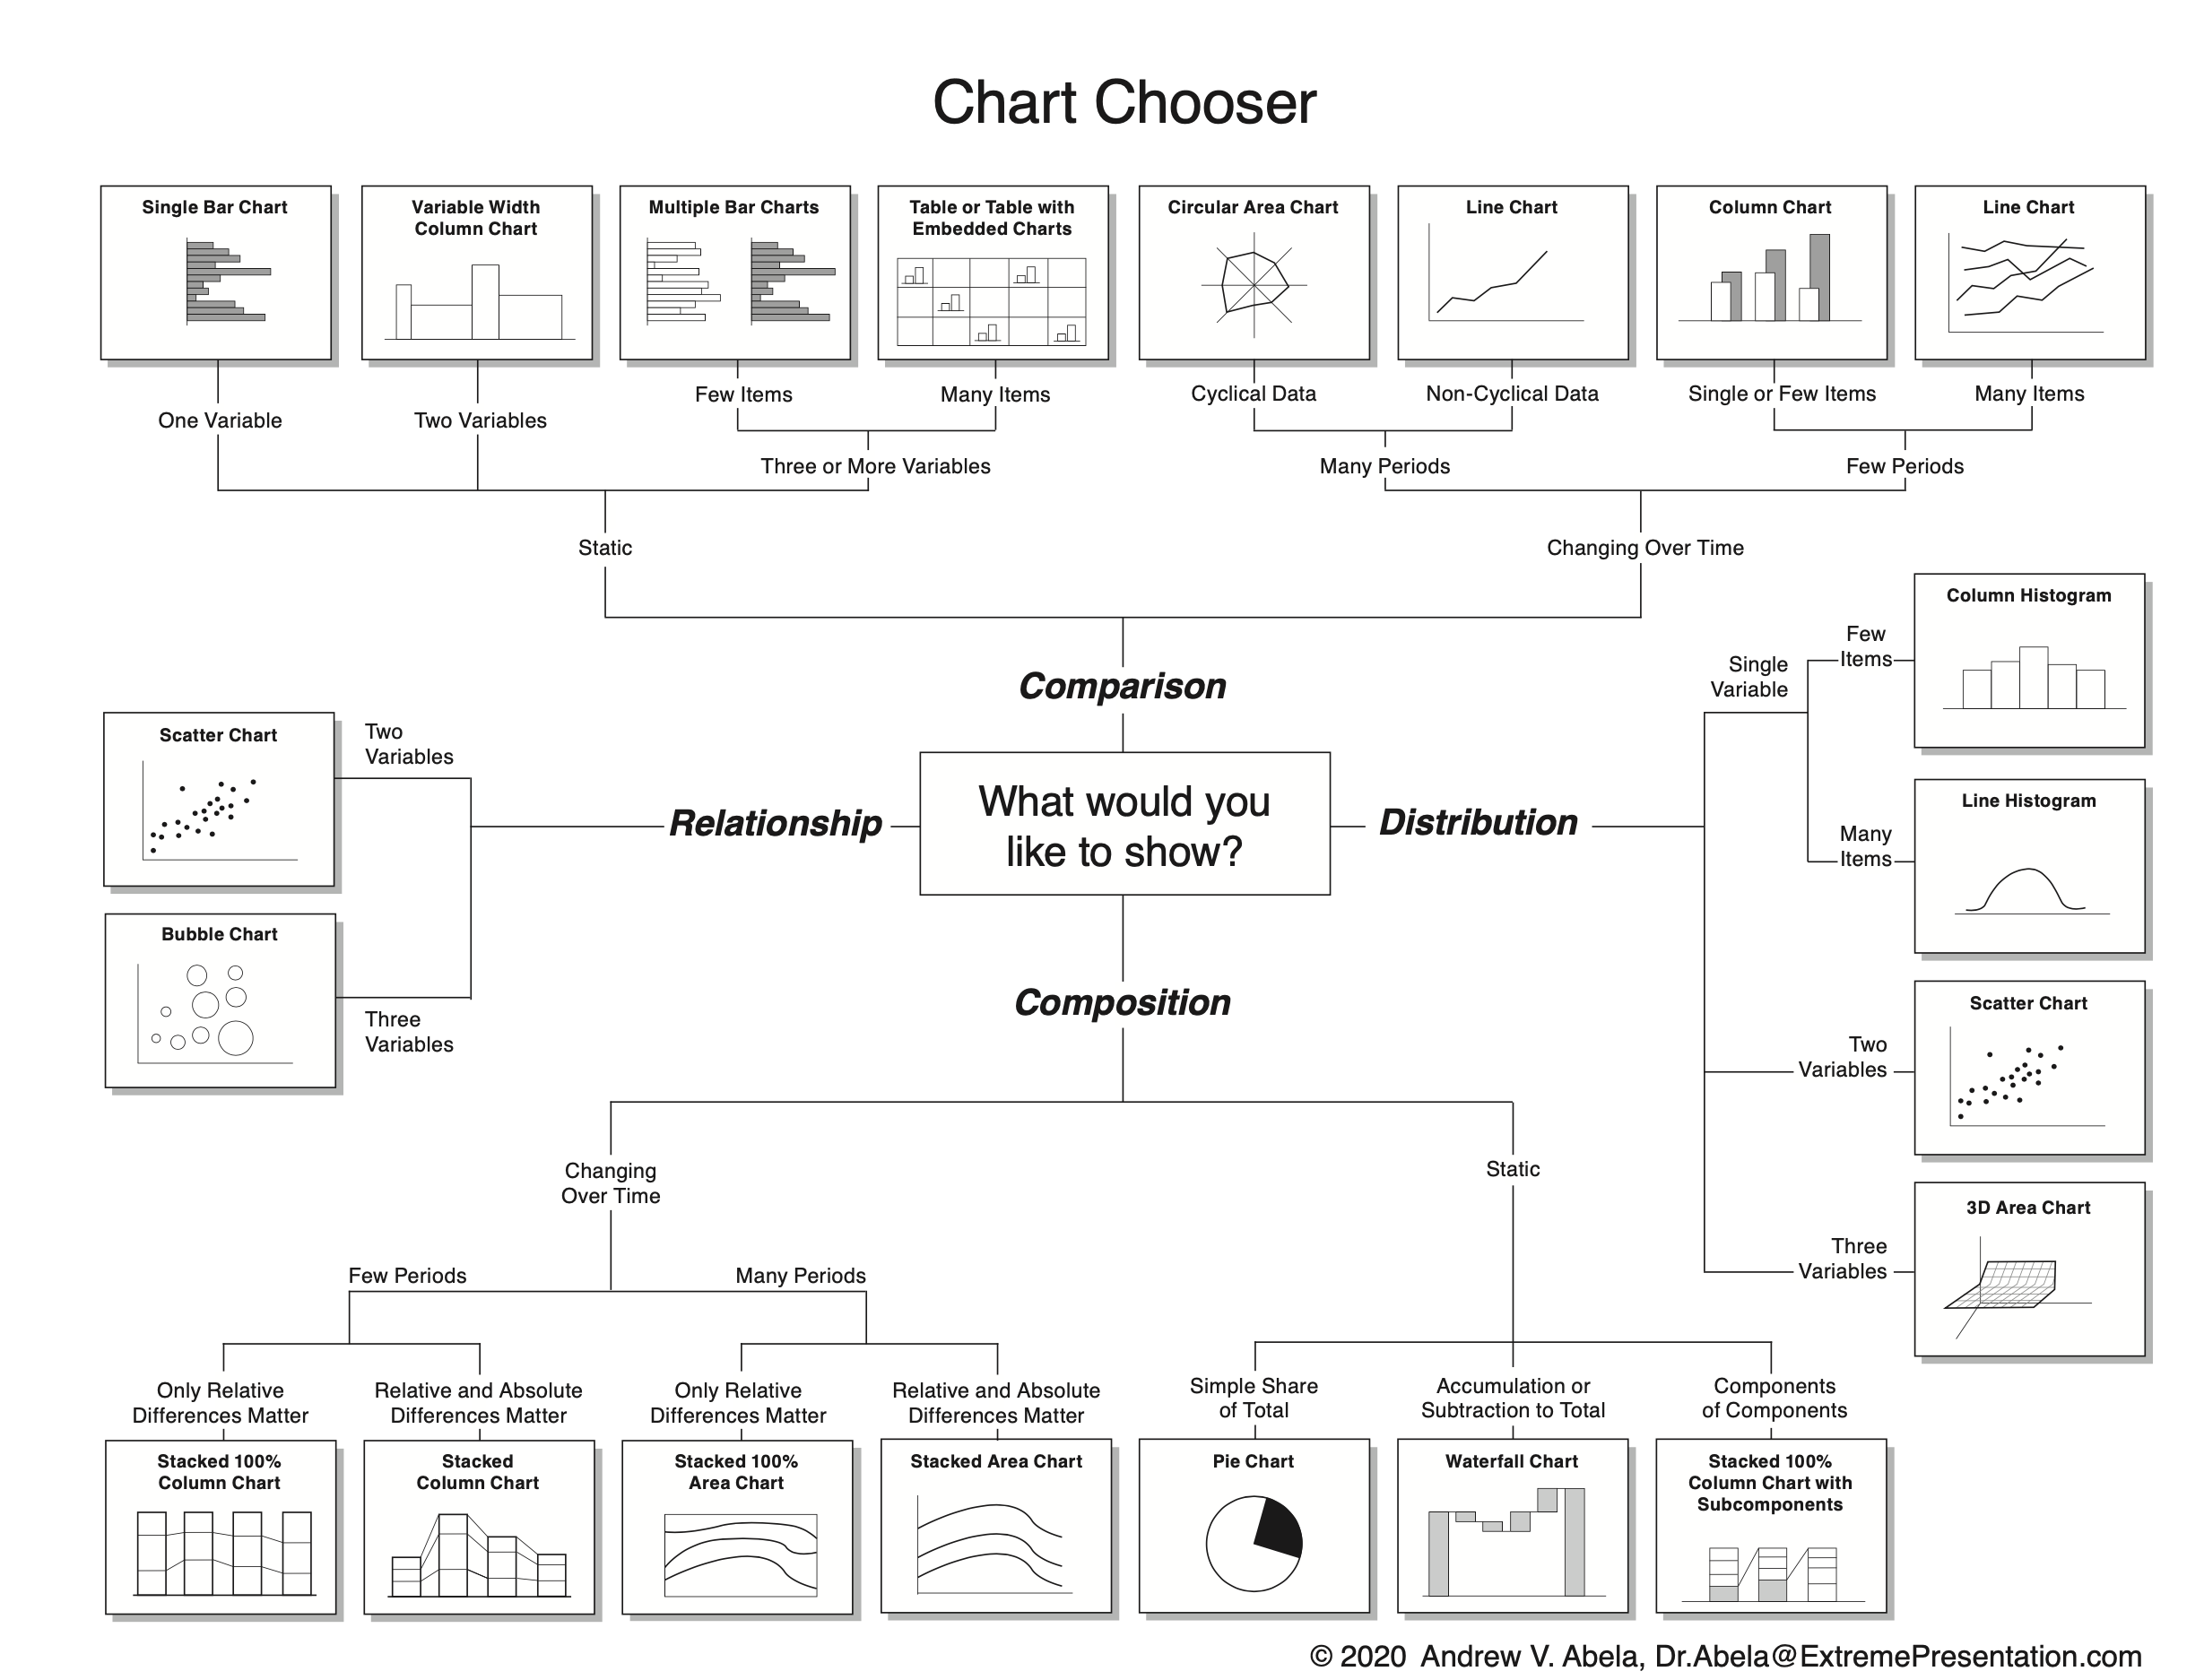 Chart Chooser
Single Bar Chart
Variable Width
Column Chart
Multiple Bar Charts
Table or Table with
Embedded Charts
Circular Area Chart
Line Chart
Column Chart
Line Chart
One Variable
Two Variables
Few Items
Many Items
Cyclical Data
Non-Cyclical Data
Single or Few Items
Many Items
Three or More Variables
Many Periods
Few Periods
Static
Changing Over Time
Comparison
Single
Variable
Few
Items
Column Histogram
Scatter Chart
Two
Variables
Relationship
What would you
like to show?
Distribution
Many
Items
Line Histogram
Bubble Chart
Three
Variables
Composition
Two
Variables
Scatter Chart
Changing
Over Time
Static
Three
Variables
3D Area Chart
Few Periods
Many Periods
Only Relative
Differences Matter
Relative and Absolute
Differences Matter
Only Relative
Differences Matter
Relative and Absolute
Differences Matter
Simple Share
of Total
Accumulation or
Subtraction to Total
Components
of Components
Stacked 100%
Column Chart
Stacked
Column Chart
Stacked 100%
Area Chart
Stacked Area Chart
Pie Chart
Waterfall Chart
Stacked 100%
Column Chart with
Subcomponents
© 2020 Andrew V. Abela, Dr.Abela@ExtremePresentation.com